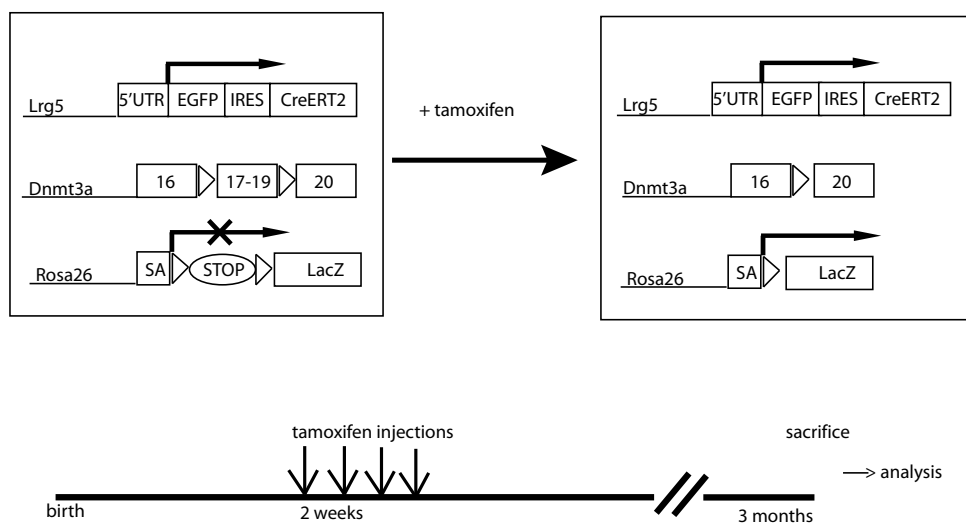 Lrg5 5'UTR EGFP IRES CreERT2
Dnmt3a 16 17-19 20
Rosa26 SA STOP LacZ
+ tamoxifen
Lrg5 5'UTR EGFP IRES CreERT2
Dnmt3a 16 20
Rosa26 SA LacZ
tamoxifen injections
sacrifice
analysis
birth
2 weeks
3 months